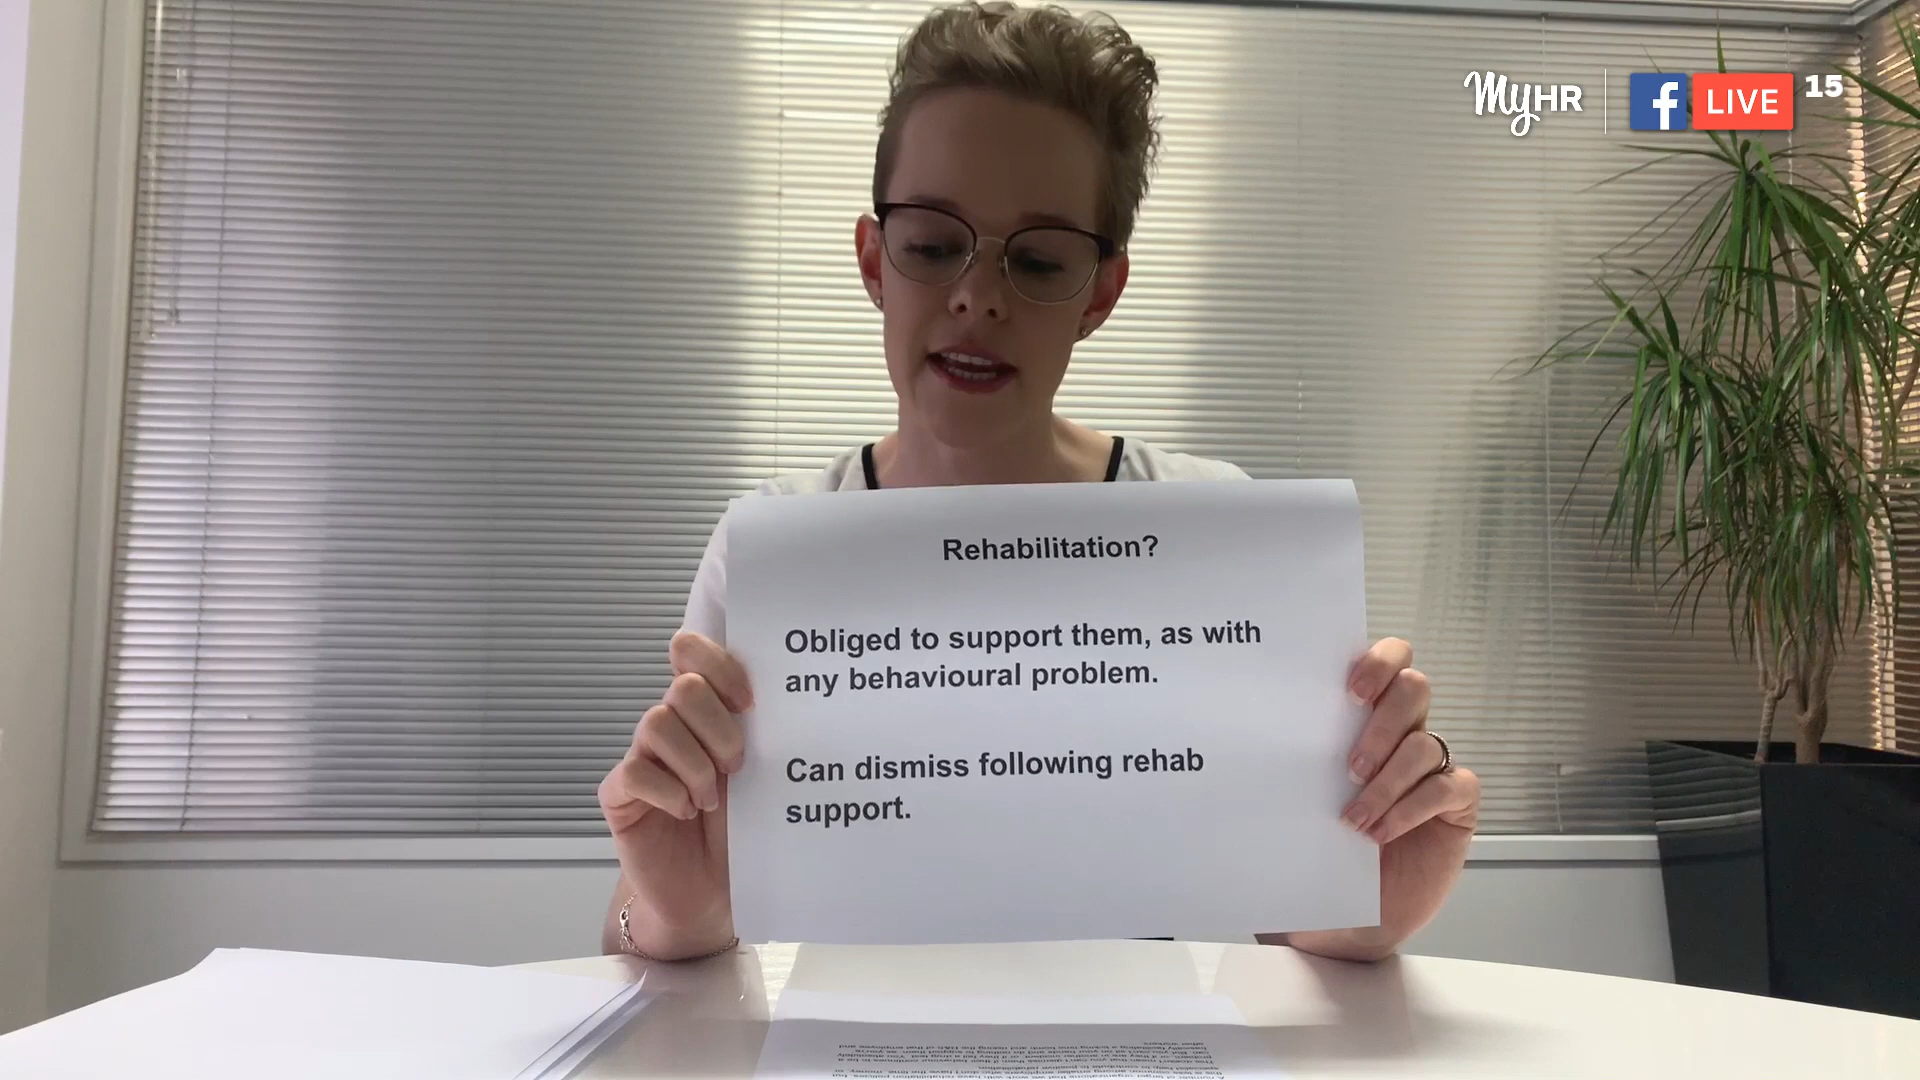 MyHR
f LIVE 15
Rehabilitation?
Obliged to support them, as with
any behavioural problem.
Can dismiss following rehab
support.